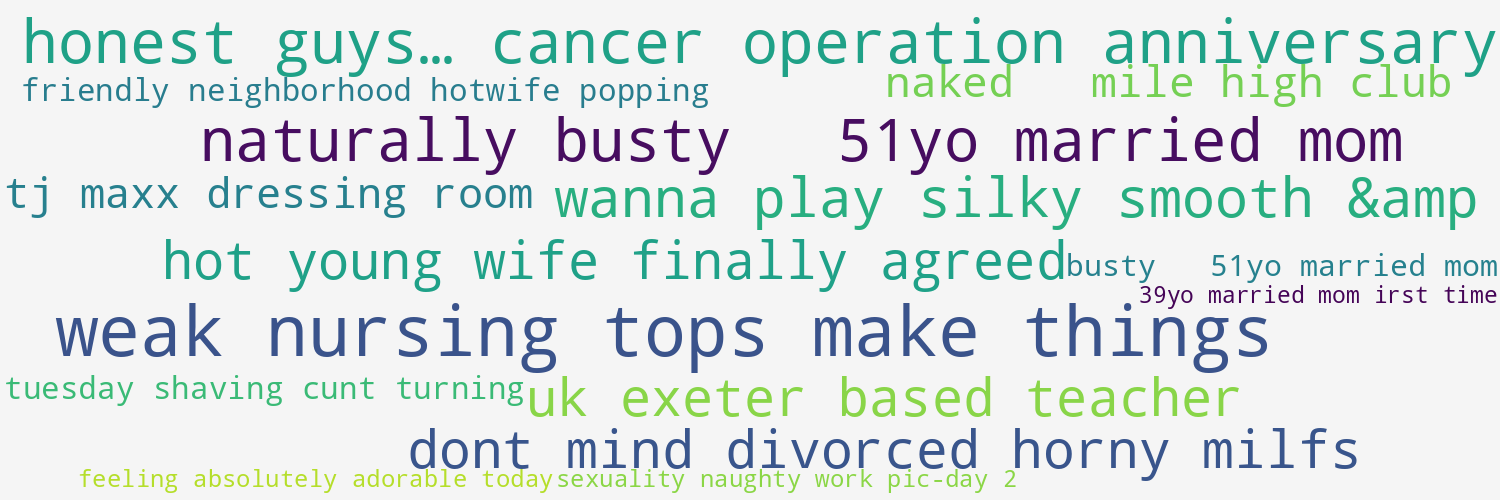 honest guys… cancer operation anniversary
friendly neighborhood hotwife popping
naked mile high club
naturally busty 51yo married mom
tj maxx dressing room
wanna play silky smooth &amp
hot young wife finally agreed
busty 51yo married mom
39yo married mom irst time
weak nursing tops make things
tuesday shaving cunt turning
uk exeter based teacher
dont mind divorced horny milfs
feeling absolutely adorable today
sexuality naughty work pic-day 2